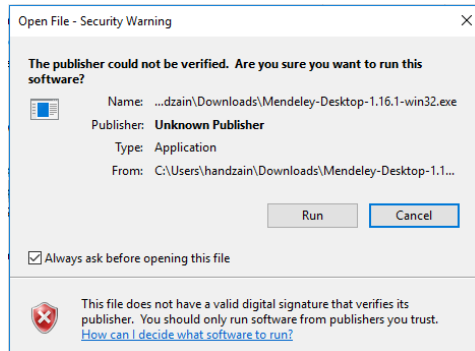 Open File - Security Warning
The publisher could not be verified. Are you sure you want to run this
software?
Name: ...dzain\Downloads\Mendeley-Desktop-1.16.1-win32.exe
Publisher: Unknown Publisher
Type: Application
From: C:\Users\handzain\Downloads\Mendeley-Desktop-1.1...
Run Cancel
Always ask before opening this file
This file does not have a valid digital signature that verifies its
publisher. You should only run software from publishers you trust.
How can I decide what software to run?